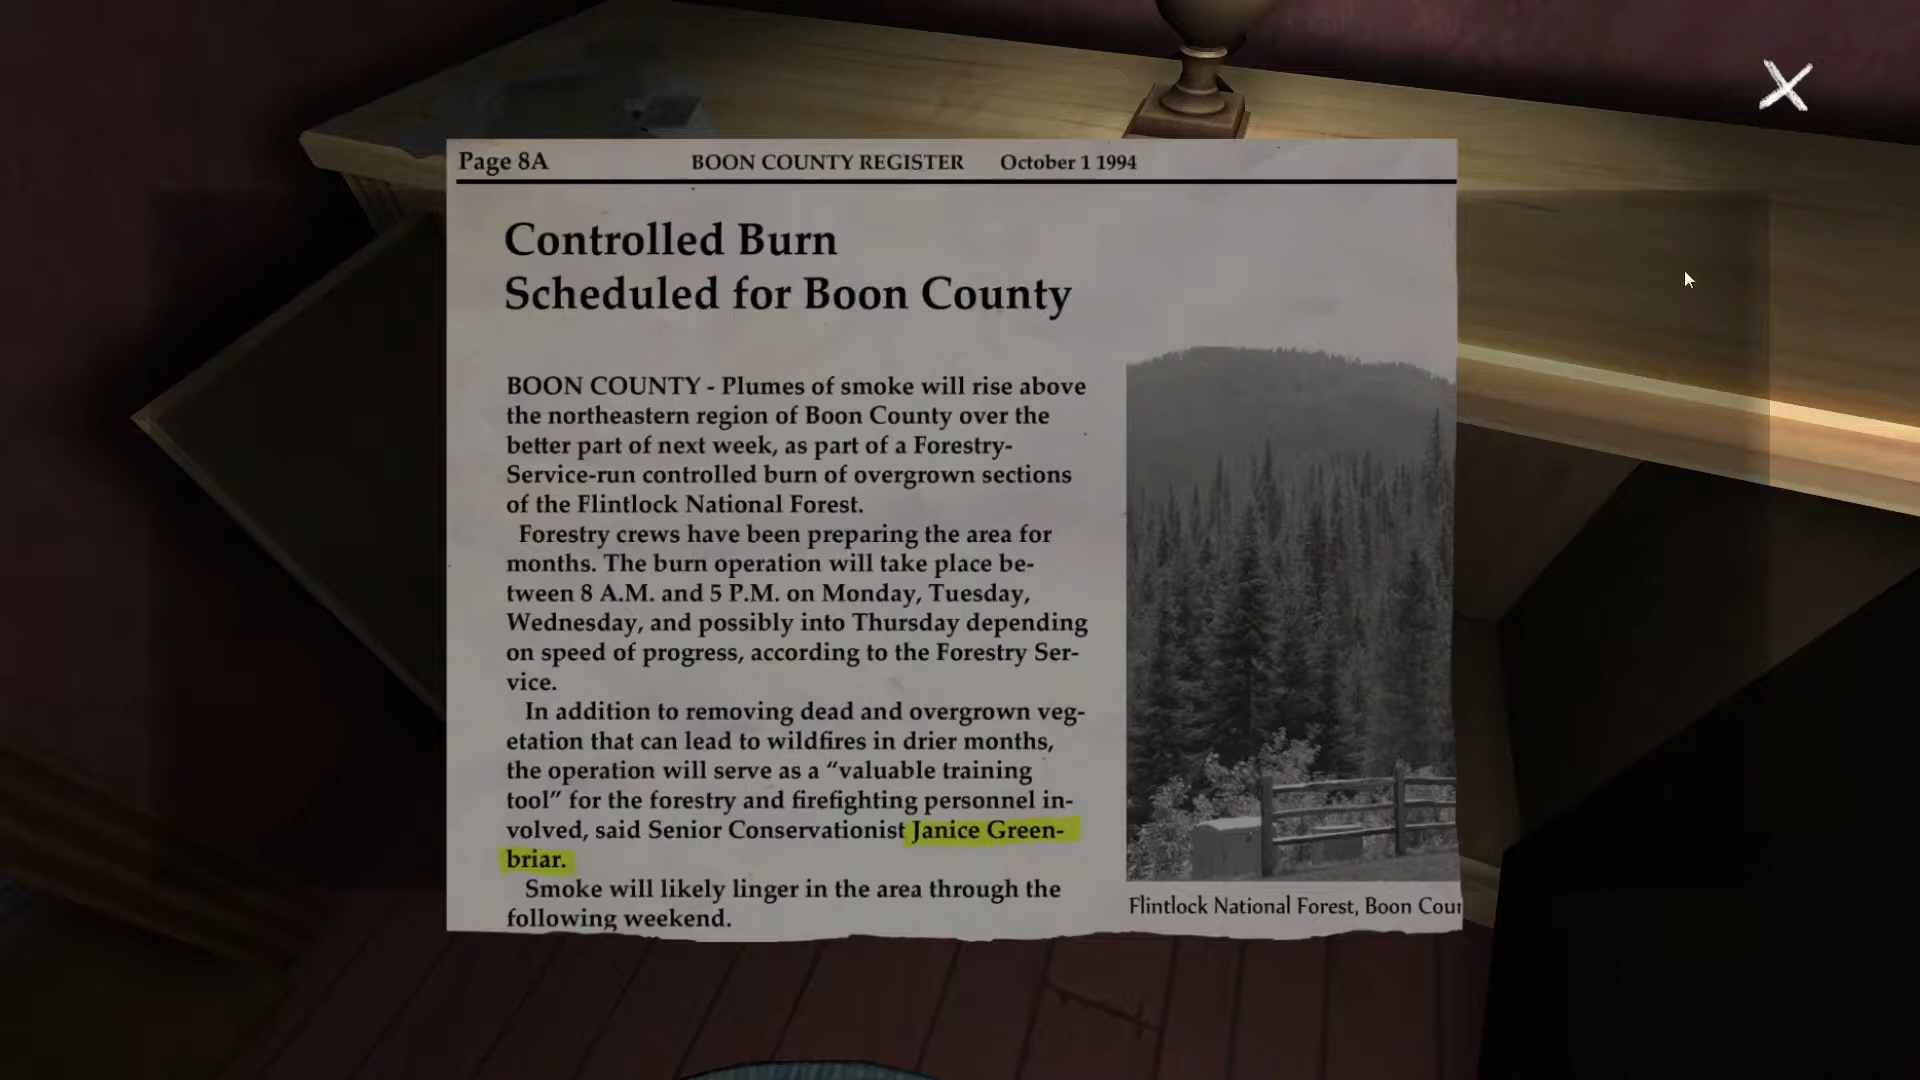 Page 8A BOON COUNTY REGISTER October 1 1994
Controlled Burn
Scheduled for Boon County
BOON COUNTY - Plumes of smoke will rise above
the northeastern region of Boon County over the
better part of next week, as part of a Forestry-
Service-run controlled burn of overgrown sections
of the Flintlock National Forest.
Forestry crews have been preparing the area for
months. The burn operation will take place be-
tween 8 A.M. and 5 P.M. on Monday, Tuesday,
Wednesday, and possibly into Thursday depending
on speed of progress, according to the Forestry Ser-
vice.
In addition to removing dead and overgrown veg-
etation that can lead to wildfires in drier months,
the operation will serve as a “valuable training
tool” for the forestry and firefighting personnel in-
volved, said Senior Conservationist Janice Green-
briar.
Smoke will likely linger in the area through the
following weekend.
Flintlock National Forest, Boon Cour